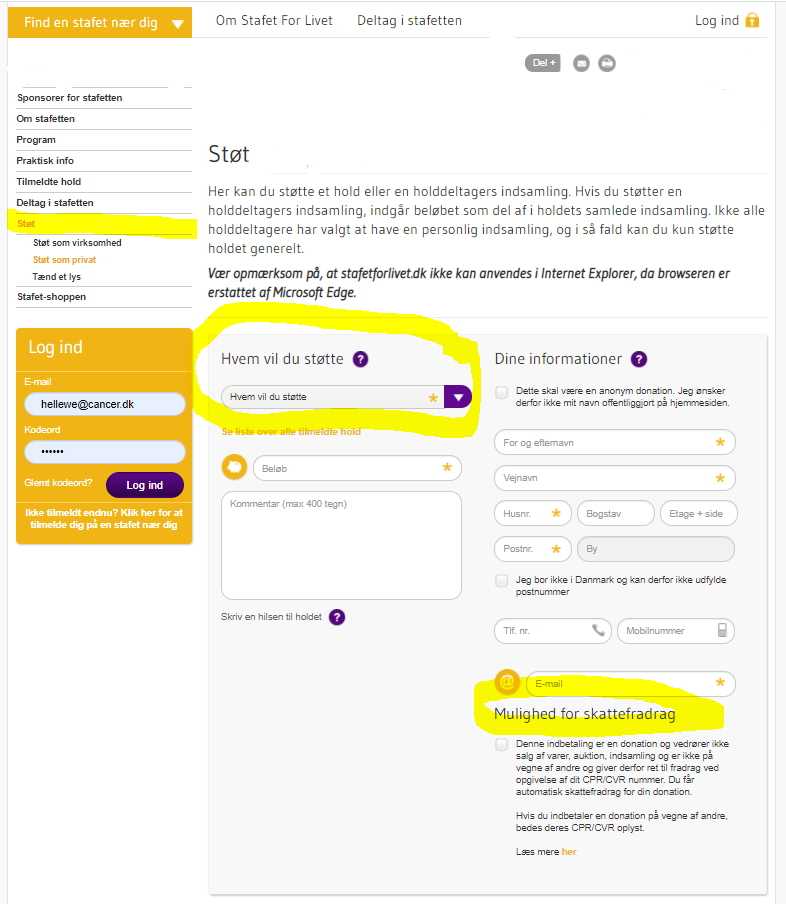 Find en stafet nær dig
Om Stafet For Livet
Deltag i stafetten
Log ind
Del +
Sponsorer for stafetten
Om stafetten
Program
Praktisk info
Tilmeldte hold
Deltag i stafetten
Støt
Støt som virksomhed
Støt som privat
Tænd et lys
Stafet-shoppen
Log ind
E-mail
hellewe@cancer.dk
Kodeord
••••••
Glemt kodeord?
Log ind
Ikke tilmeldt endnu? Klik her for at
tilmelde dig på en stafet nær dig
Støt
Her kan du støtte et hold eller en holddeltagers indsamling. Hvis du støtter en
holddeltagers indsamling, indgår beløbet som del af i holdets samlede indsamling. Ikke alle
holddeltagere har valgt at have en personlig indsamling, og i så fald kan du kun støtte
holdet generelt.
Vær opmærksom på, at stafetforlivet.dk ikke kan anvendes i Internet Explorer, da browseren er
erstattet af Microsoft Edge.
Hvem vil du støtte ?
Hvem vil du støtte *
Se liste over alle tilmeldte hold
Beløb *
Kommentar (max 400 tegn)
Skriv en hilsen til holdet ?
Dine informationer ?
Dette skal være en anonym donation. Jeg ønsker
derfor ikke mit navn offentliggjort på hjemmesiden.
For og efternavn *
Vejnavn *
Husnr. * Bogstav Etage + side
Postnr. * By
Jeg bor ikke i Danmark og kan derfor ikke udfylde
postnummer
Tlf. nr. Mobilnummer
@ E-mail *
Mulighed for skattefradrag
Denne indbetaling er en donation og vedrører ikke
salg af varer, auktion, indsamling og er ikke på
vegne af andre og giver derfor ret til fradrag ved
opgivelse af dit CPR/CVR nummer. Du får
automatisk skattefradrag for din donation.
Hvis du indbetaler en donation på vegne af andre,
bedes deres CPR/CVR oplyst.
Læs mere her